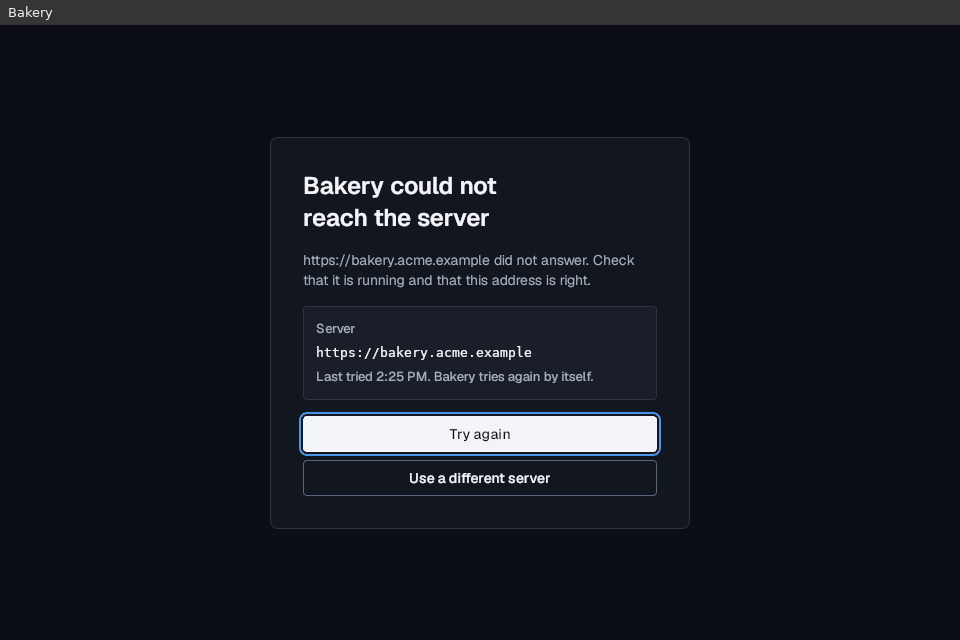 Bakery
Bakery could not
reach the server
https://bakery.acme.example did not answer. Check
that it is running and that this address is right.
Server
https://bakery.acme.example
Last tried 2:25 PM. Bakery tries again by itself.
Try again
Use a different server